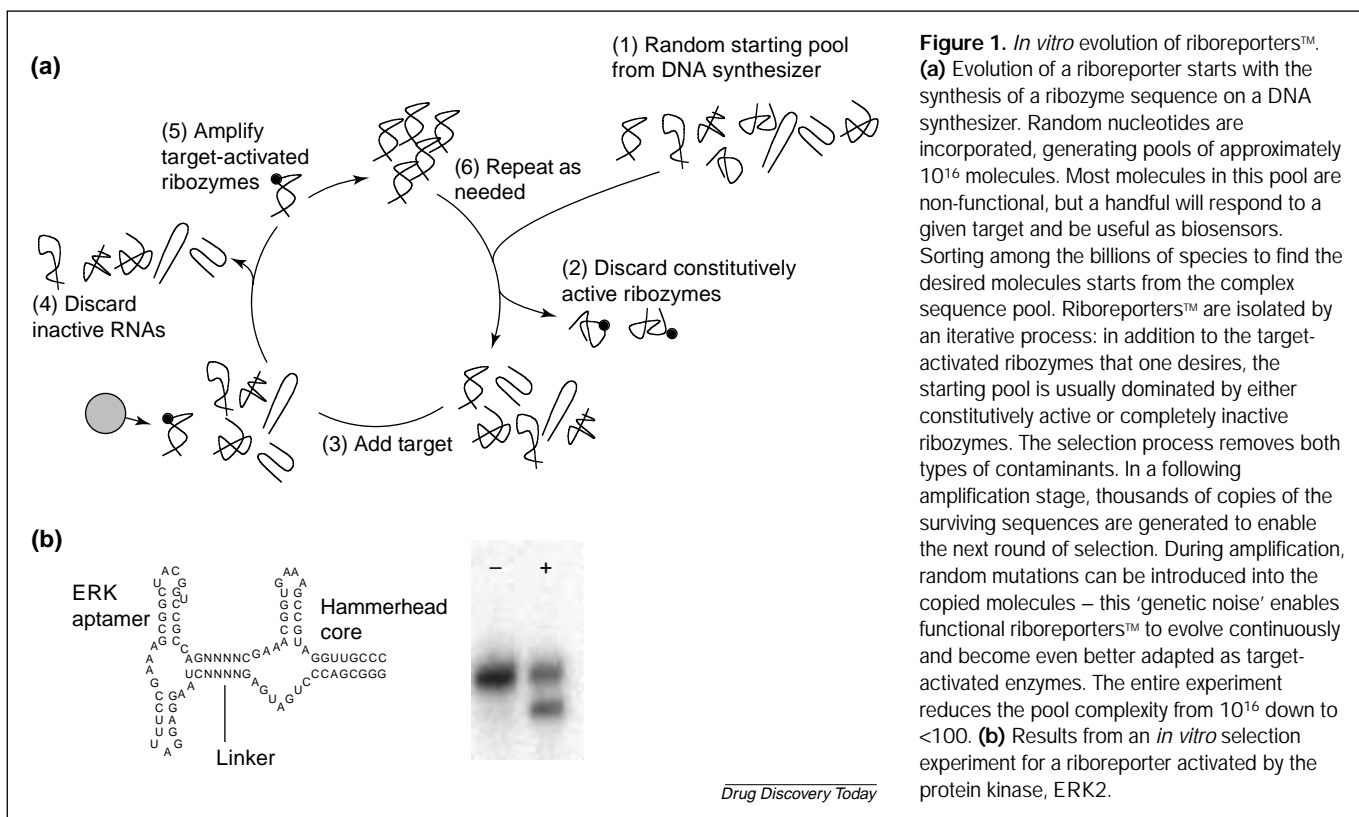 (a)
(1) Random starting pool
from DNA synthesizer
(5) Amplify
target-activated
ribozymes
(6) Repeat as
needed
(2) Discard constitutively
active ribozymes
(4) Discard
inactive RNAs
(3) Add target
(b)
ERK
aptamer
Hammerhead
core
AGNNNNCGAAA
GGUUGCCC
UCNNNNGAGUAGUC
CCAGCGGG
Linker
– +
Drug Discovery Today
Figure 1. In vitro evolution of riboreporters™.
(a) Evolution of a riboreporter starts with the
synthesis of a ribozyme sequence on a DNA
synthesizer. Random nucleotides are
incorporated, generating pools of approximately
10¹⁶ molecules. Most molecules in this pool are
non-functional, but a handful will respond to a
given target and be useful as biosensors.
Sorting among the billions of species to find the
desired molecules starts from the complex
sequence pool. Riboreporters™ are isolated by
an iterative process: in addition to the target-
activated ribozymes that one desires, the
starting pool is usually dominated by either
constitutively active or completely inactive
ribozymes. The selection process removes both
types of contaminants. In a following
amplification stage, thousands of copies of the
surviving sequences are generated to enable
the next round of selection. During amplification,
random mutations can be introduced into the
copied molecules – this 'genetic noise' enables
functional riboreporters™ to evolve continuously
and become even better adapted as target-
activated enzymes. The entire experiment
reduces the pool complexity from 10¹⁶ down to
<100. (b) Results from an in vitro selection
experiment for a riboreporter activated by the
protein kinase, ERK2.